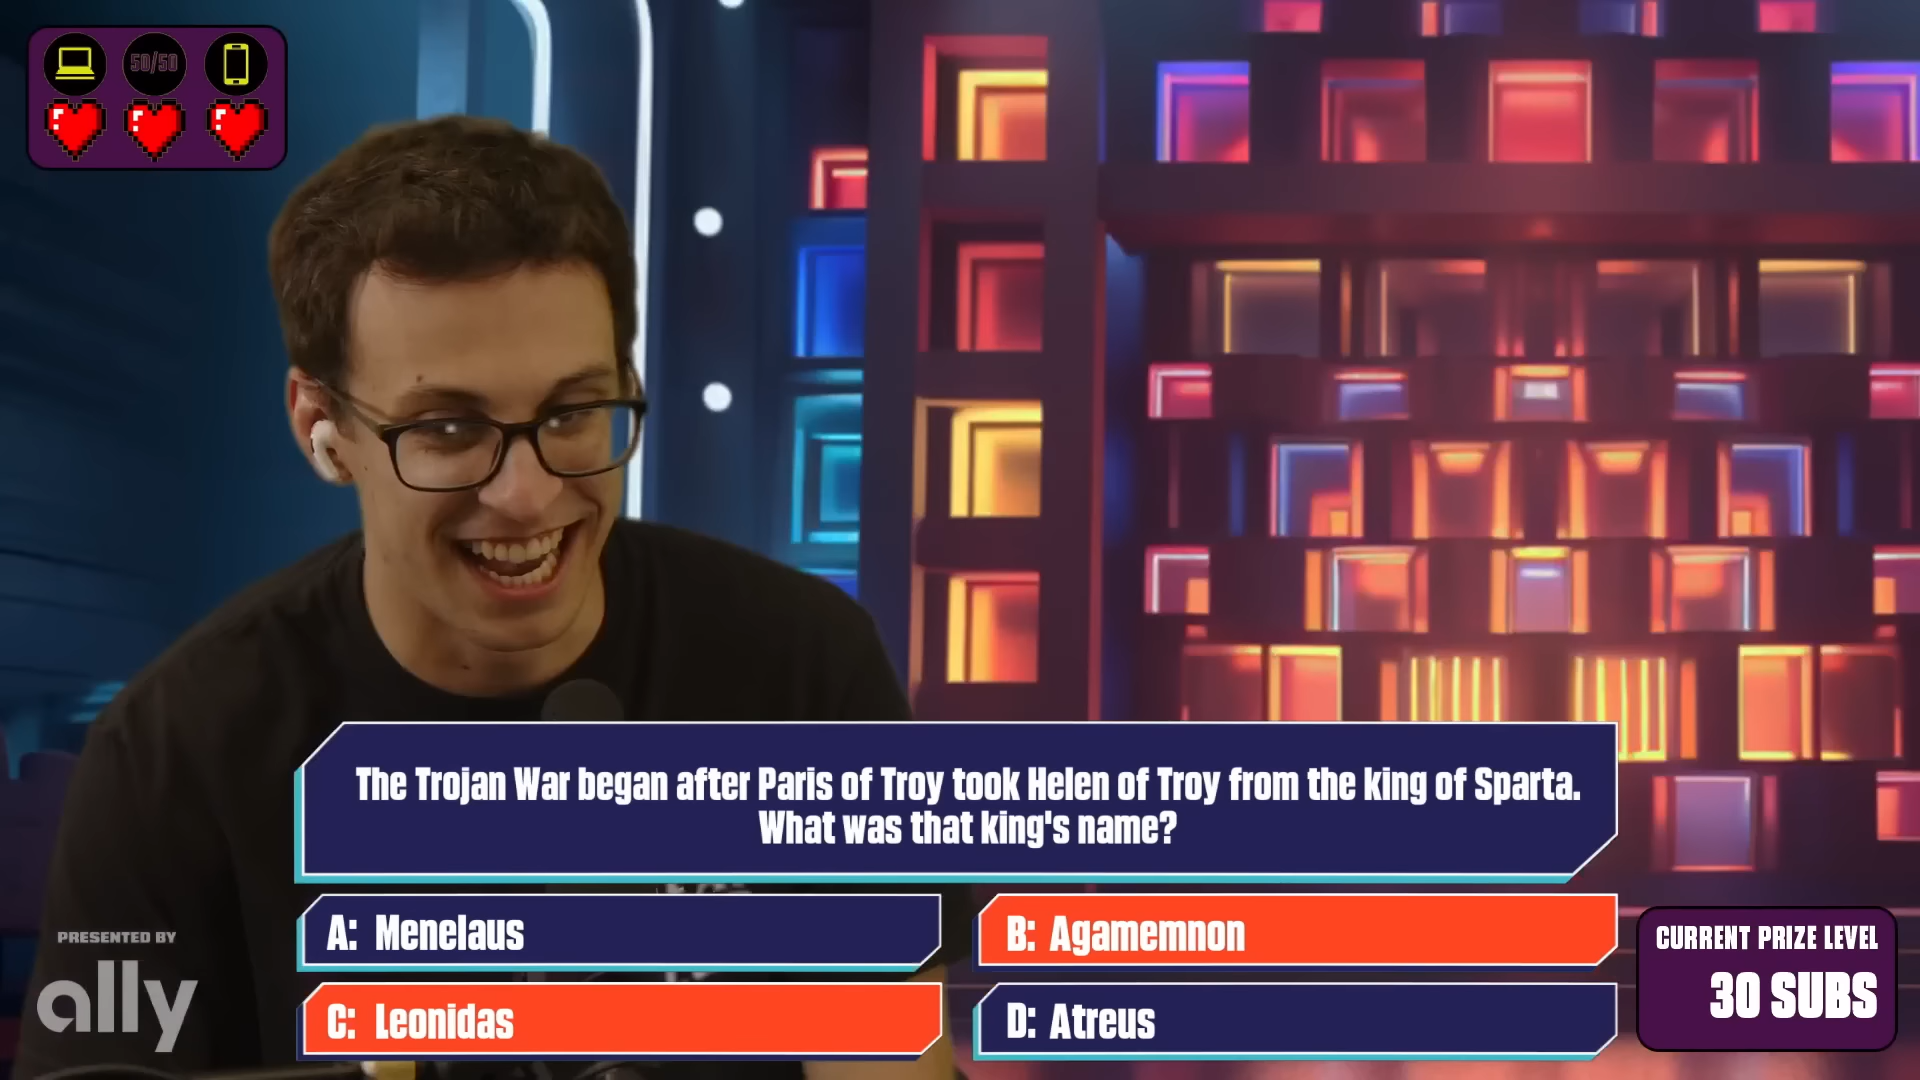 50/50
The Trojan War began after Paris of Troy took Helen of Troy from the king of Sparta.
What was that king's name?
A: Menelaus
B: Agamemnon
C: Leonidas
D: Atreus
PRESENTED BY
ally
CURRENT PRIZE LEVEL
30 SUBS